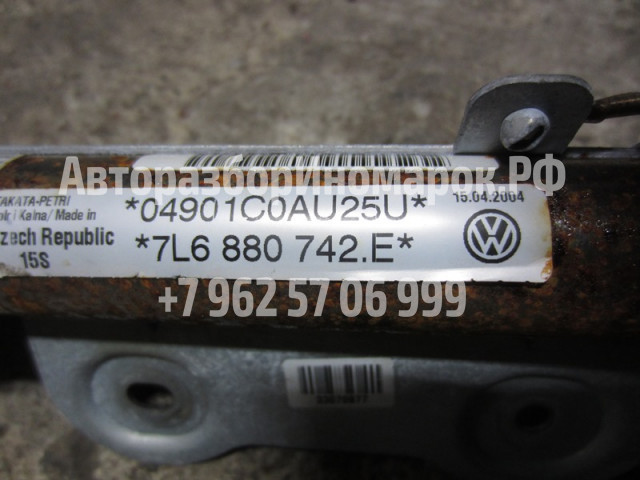 АвторазборИномарок.РФ
TAKATA-PETRI
15.04.2004
*04901C0AU25U*
/ Kaina / Made in
Czech Republic
*7L6 880 742.E*
15S
+7 962 57 06 999